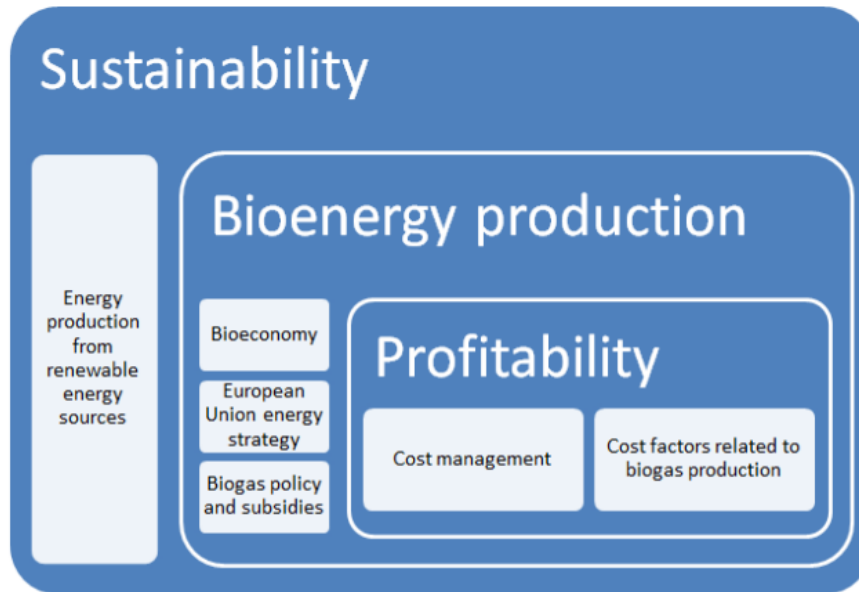 Sustainability
Energy
production
from
renewable
energy
sources
Bioenergy production
Bioeconomy
European
Union energy
strategy
Biogas policy
and subsidies
Profitability
Cost management
Cost factors related to
biogas production